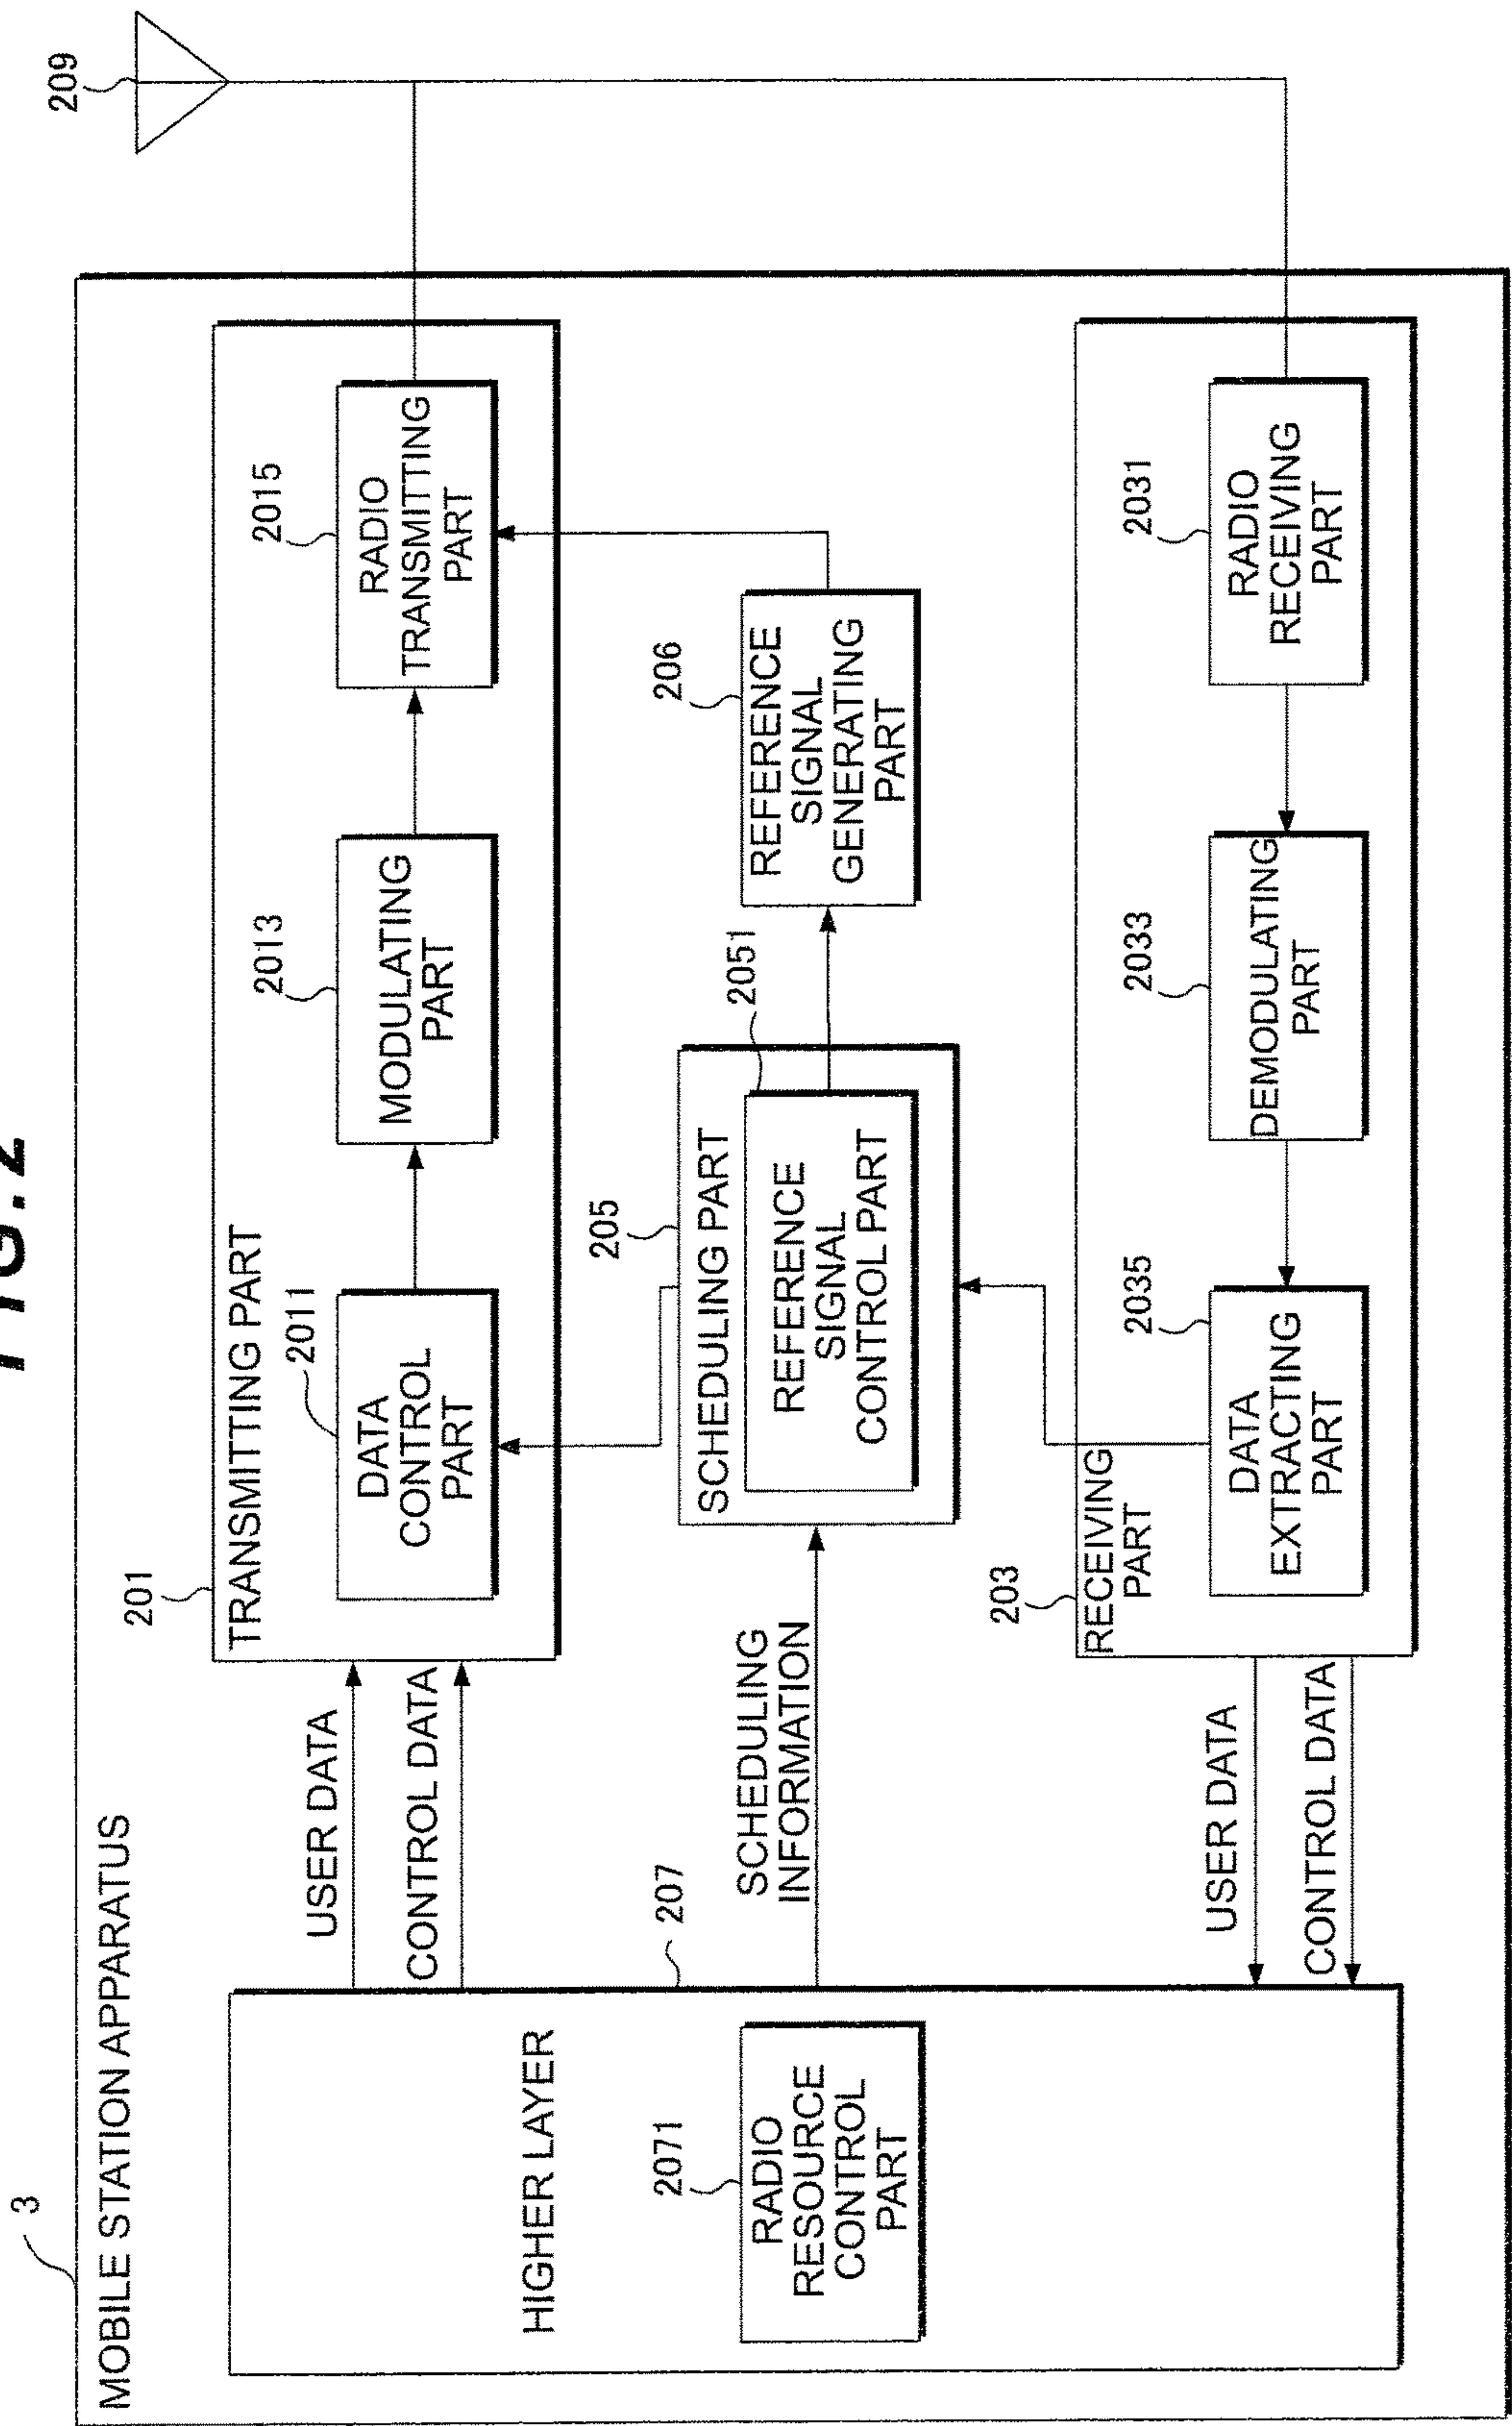 FIG. 2
3
MOBILE STATION APPARATUS
209
201
TRANSMITTING PART
2011
DATA
CONTROL
PART
2013
MODULATING
PART
2015
RADIO
TRANSMITTING
PART
USER DATA
CONTROL DATA
HIGHER LAYER
207
2071
RADIO
RESOURCE
CONTROL
PART
SCHEDULING
INFORMATION
205
SCHEDULING PART
2051
REFERENCE
SIGNAL
CONTROL PART
206
REFERENCE
SIGNAL
GENERATING
PART
USER DATA
CONTROL DATA
203
RECEIVING
PART
2035
DATA
EXTRACTING
PART
2033
DEMODULATING
PART
2031
RADIO
RECEIVING
PART